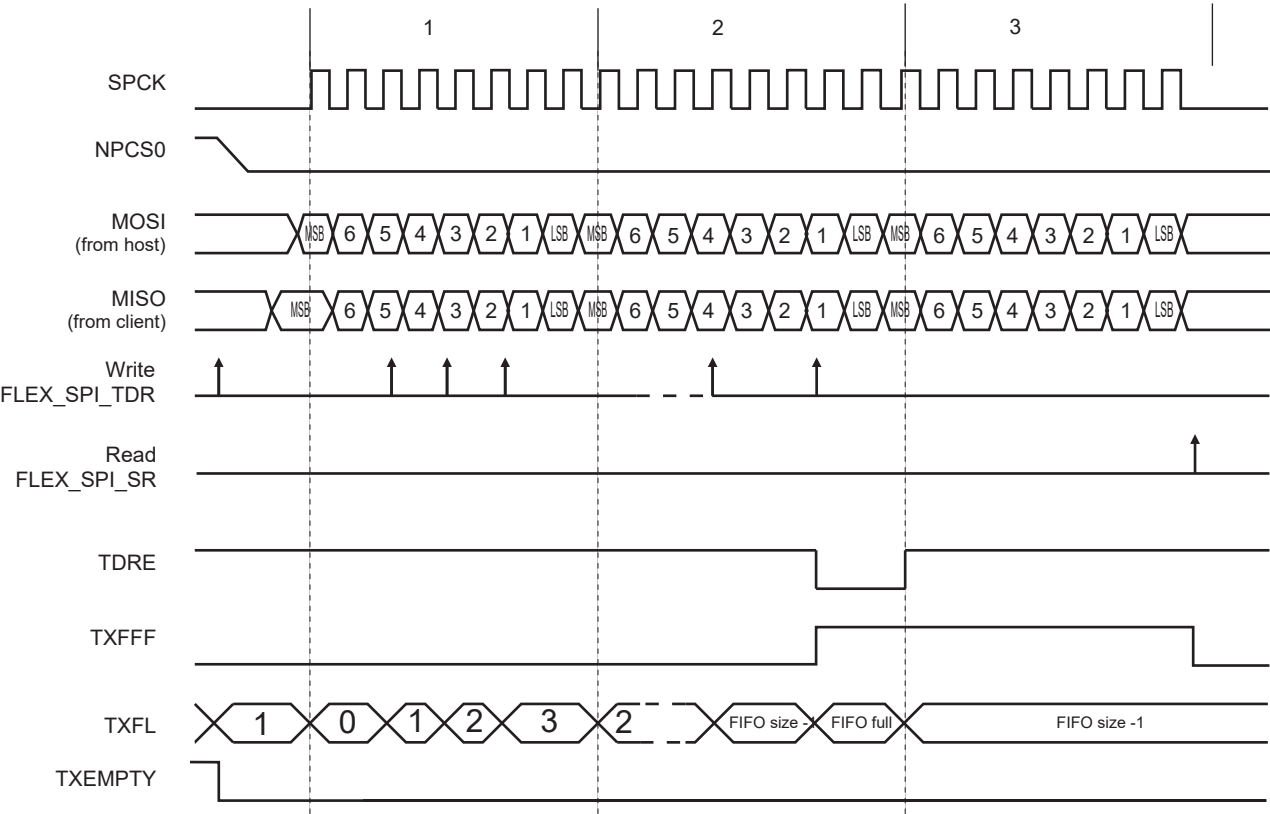 1 2 3
SPCK
NPCS0
MOSI
(from host)
MSB 6 5 4 3 2 1 LSB MSB 6 5 4 3 2 1 LSB MSB 6 5 4 3 2 1 LSB
MISO
(from client)
MSB 6 5 4 3 2 1 LSB MSB 6 5 4 3 2 1 LSB MSB 6 5 4 3 2 1 LSB
Write
FLEX_SPI_TDR
Read
FLEX_SPI_SR
TDRE
TXFFF
TXFL
1 0 1 2 3 2 FIFO size -1 FIFO full FIFO size -1
TXEMPTY